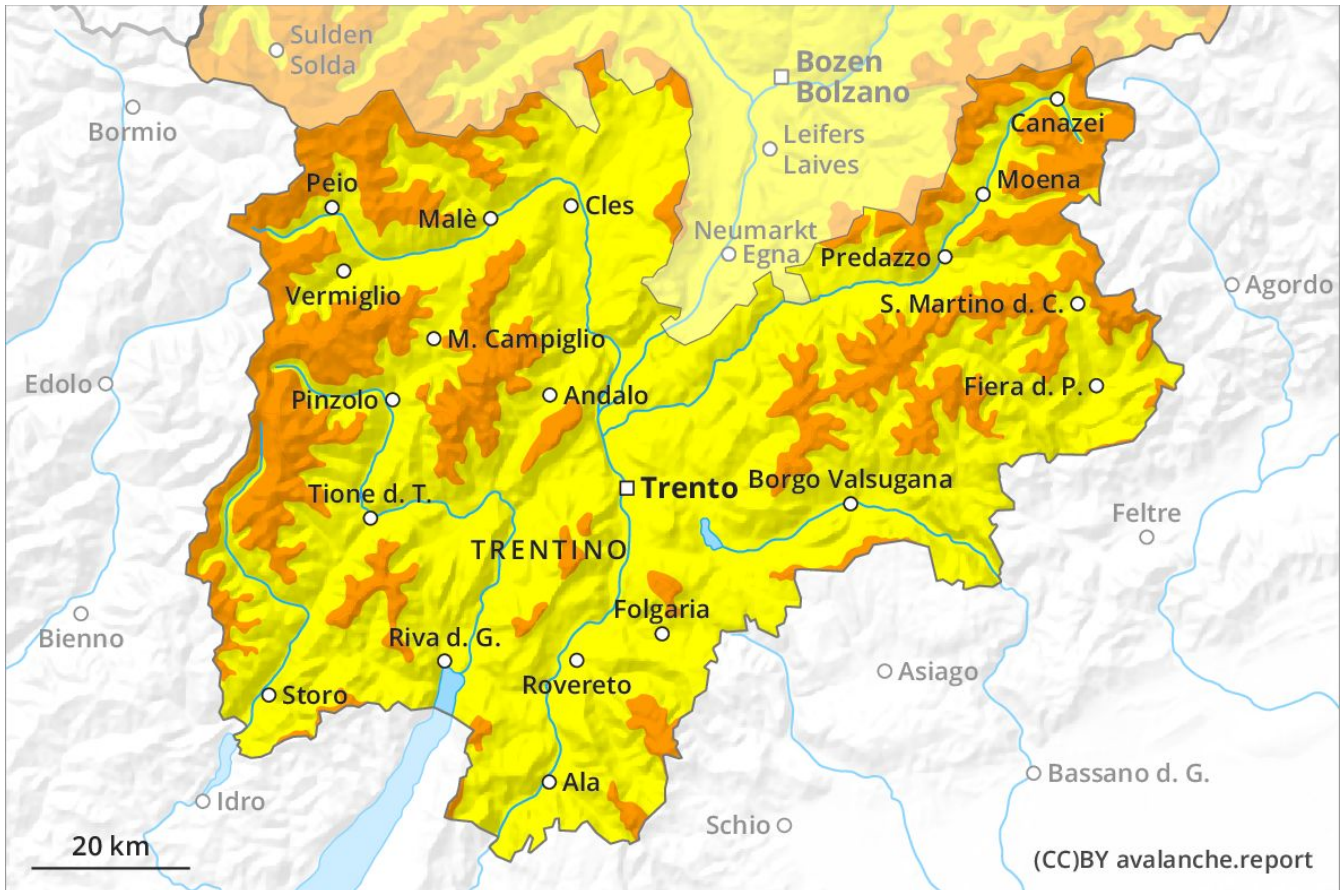 Sulden
Solda
Bozen
Bolzano
Bormio
Leifers
Laives
Canazei
Peio
Moena
Malè
Cles
Neumarkt
Egna
Predazzo
Vermiglio
Agordo
S. Martino d. C.
M. Campiglio
Edolo
Pinzolo
Andalo
Fiera d. P.
Trento
Borgo Valsugana
Tione d. T.
Feltre
TRENTINO
Folgaria
Bienno
Riva d. G.
Asiago
Rovereto
Storo
Bassano d. G.
Ala
Idro
Schio
20 km
(CC)BY avalanche.report